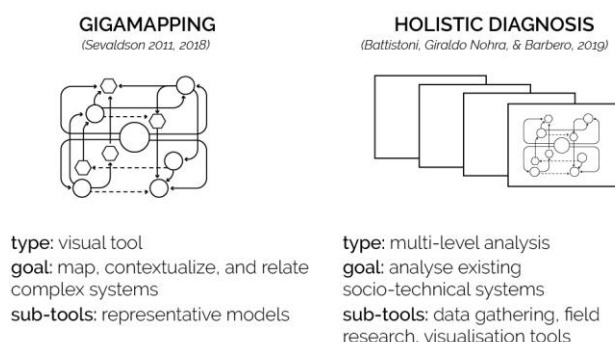 GIGAMAPPING
(Sevaldson 2011, 2018)
type: visual tool
goal: map, contextualize, and relate
complex systems
sub-tools: representative models
HOLISTIC DIAGNOSIS
(Battistoni, Giraldo Nohra, & Barbero, 2019)
type: multi-level analysis
goal: analyse existing
socio-technical systems
sub-tools: data gathering, field
research, visualisation tools